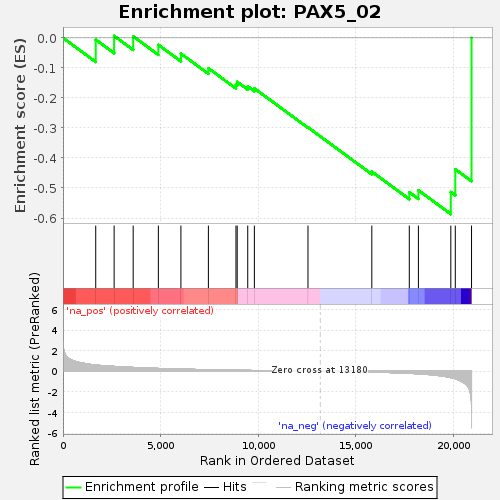 Enrichment plot: PAX5_02
Enrichment score (ES)
0.0
-0.1
-0.2
-0.3
-0.4
-0.5
-0.6
'na_pos' (positively correlated)
Ranked list metric (PreRanked)
6
4
2
0
-2
-4
-6
Zero cross at 13180
'na_neg' (negatively correlated)
0
5,000
10,000
15,000
20,000
Rank in Ordered Dataset
Enrichment profile
Hits
Ranking metric scores